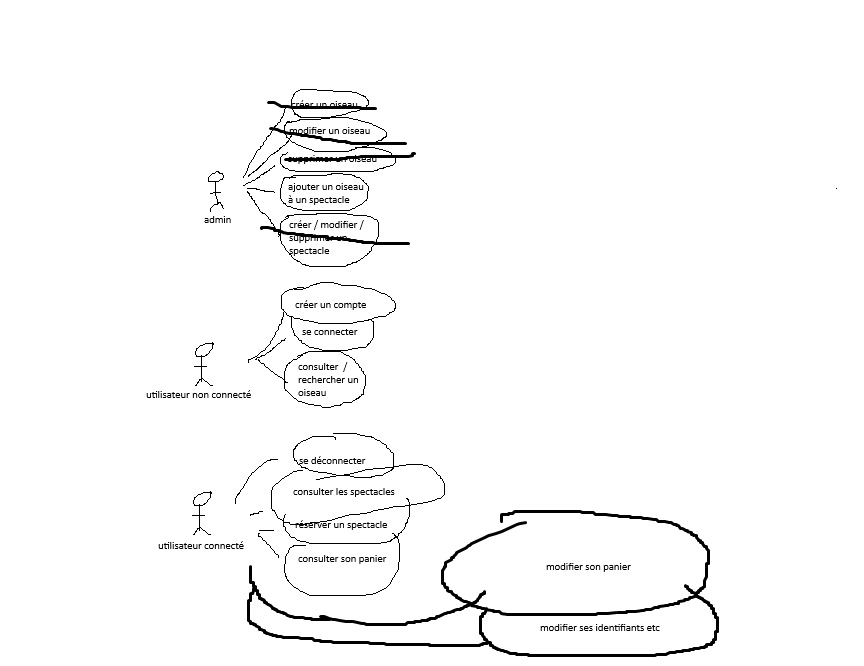 créer un oiseau
modifier un oiseau
supprimer un oiseau
ajouter un oiseau
à un spectacle
admin
créer / modifier /
supprimer un
spectacle
créer un compte
se connecter
consulter /
rechercher un
oiseau
utilisateur non connecté
se déconnecter
consulter les spectacles
réserver un spectacle
utilisateur connecté
consulter son panier
modifier son panier
modifier ses identifiants etc